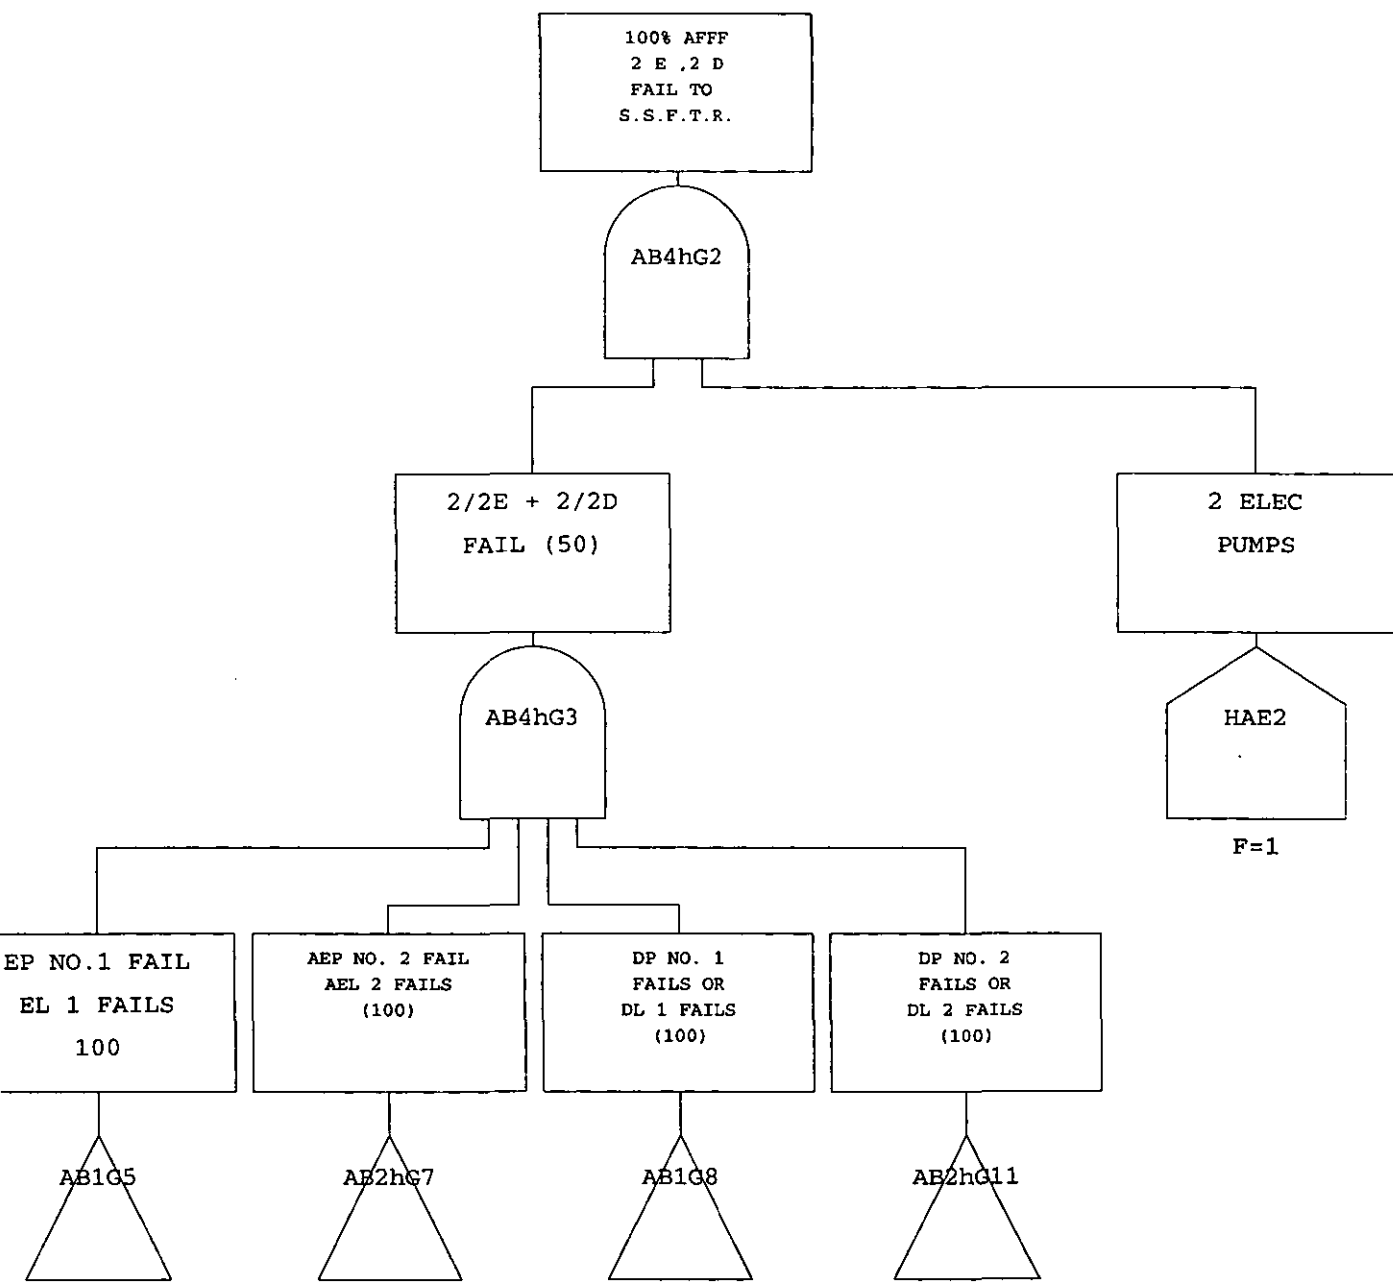 100% AFFF
2 E ,2 D
FAIL TO
S.S.F.T.R.
AB4hG2
2/2E + 2/2D
FAIL (50)
2 ELEC
PUMPS
AB4hG3
HAE2
F=1
EP NO.1 FAIL
EL 1 FAILS
100
AEP NO. 2 FAIL
AEL 2 FAILS
(100)
DP NO. 1
FAILS OR
DL 1 FAILS
(100)
DP NO. 2
FAILS OR
DL 2 FAILS
(100)
AB1G5
AB2hG7
AB1G8
AB2hG11